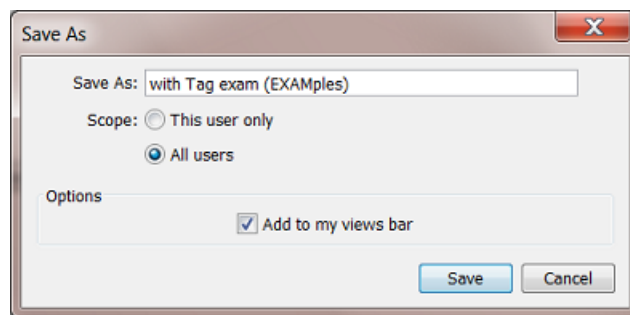 Save As
Save As: with Tag exam (EXAMples)
Scope: This user only
All users
Options
Add to my views bar
Save Cancel